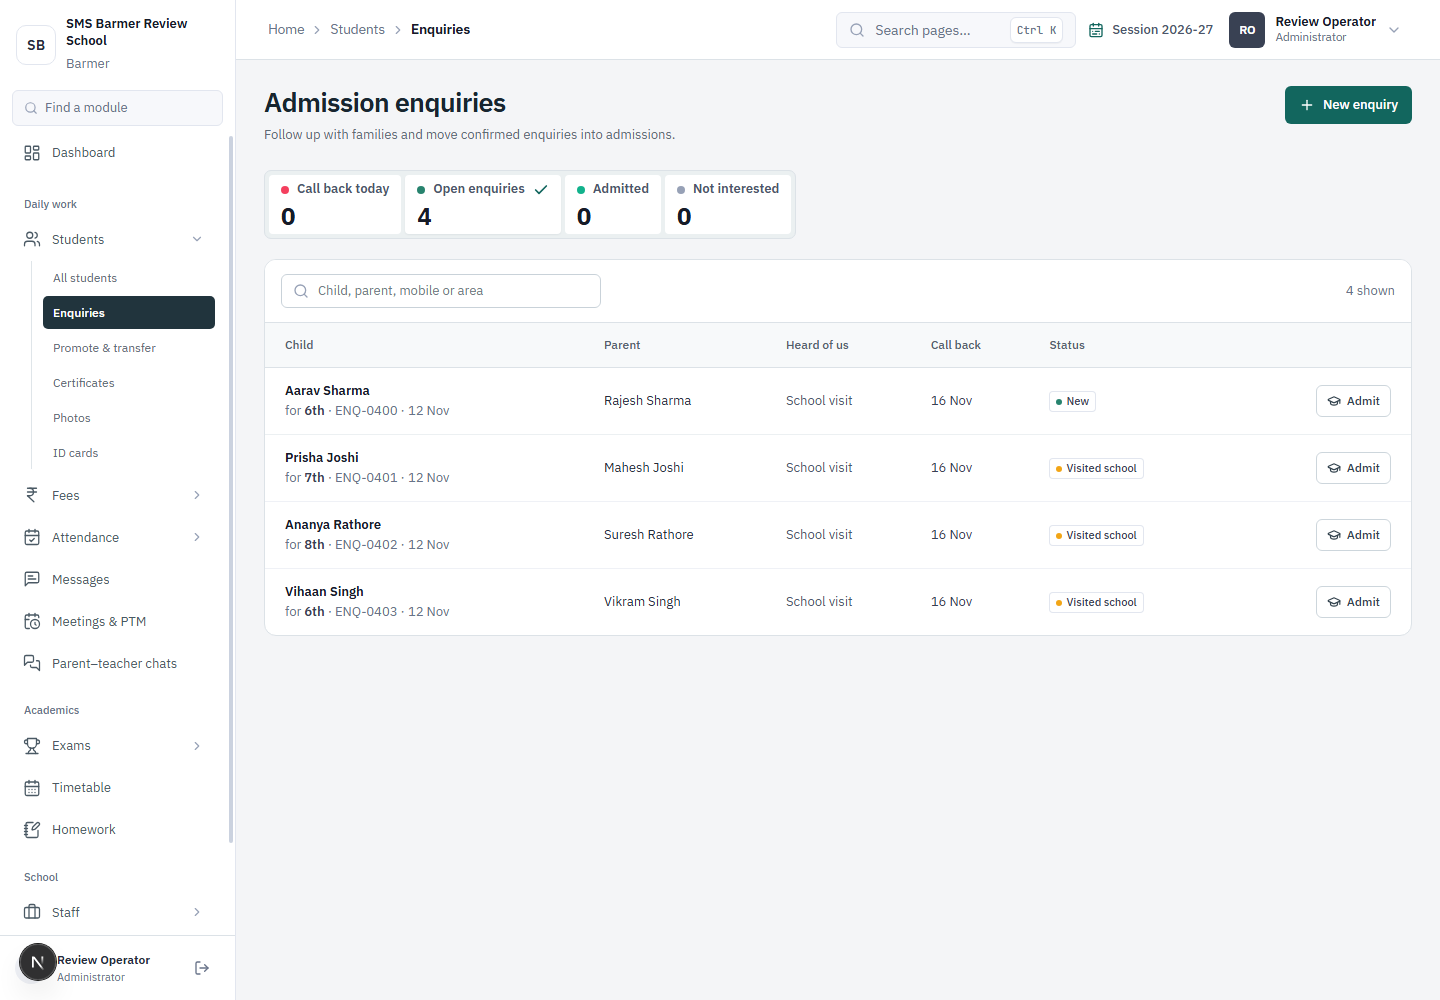 SB
SMS Barmer Review
School
Barmer
Find a module
Dashboard
Daily work
Students
All students
Enquiries
Promote & transfer
Certificates
Photos
ID cards
Fees
Attendance
Messages
Meetings & PTM
Parent–teacher chats
Academics
Exams
Timetable
Homework
School
Staff
N
Review Operator
Administrator
Home
Students
Enquiries
Search pages...
Ctrl K
Session 2026-27
RO
Review Operator
Administrator
Admission enquiries
Follow up with families and move confirmed enquiries into admissions.
New enquiry
Call back today
0
Open enquiries
4
Admitted
0
Not interested
0
Child, parent, mobile or area
4 shown
Child Parent Heard of us Call back Status
Aarav Sharma
for 6th · ENQ-0400 · 12 Nov
Rajesh Sharma
School visit
16 Nov
New
Admit
Prisha Joshi
for 7th · ENQ-0401 · 12 Nov
Mahesh Joshi
School visit
16 Nov
Visited school
Admit
Ananya Rathore
for 8th · ENQ-0402 · 12 Nov
Suresh Rathore
School visit
16 Nov
Visited school
Admit
Vihaan Singh
for 6th · ENQ-0403 · 12 Nov
Vikram Singh
School visit
16 Nov
Visited school
Admit